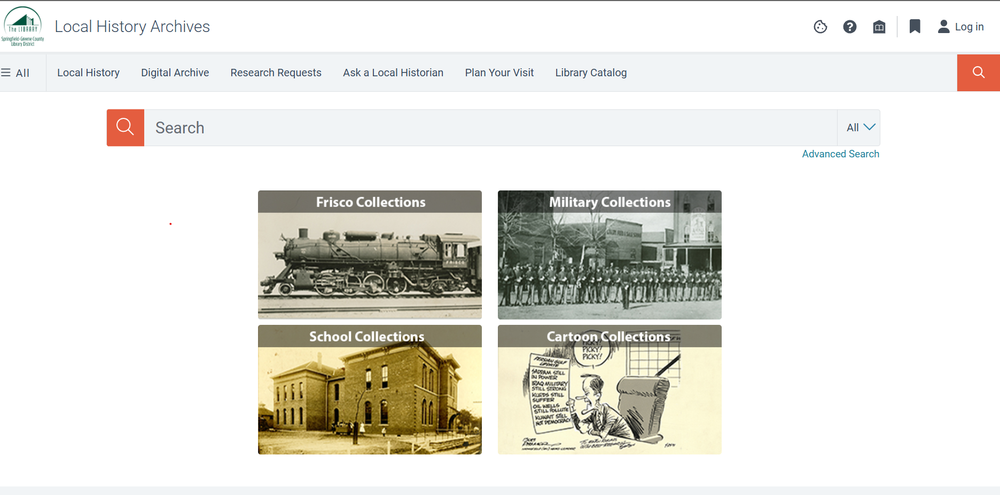 The LIBRARY
Springfield-Greene County
Library District
Local History Archives
Log in
All
Local History
Digital Archive
Research Requests
Ask a Local Historian
Plan Your Visit
Library Catalog
Search
All
Advanced Search
Frisco Collections
FRISCO
Military Collections
School Collections
Cartoon Collections
PICKY!
PICKY!
PICKY!
PERSIAN GULF
UPDATE
SADDAM STILL
IN POWER
IRAQ MILITARY
STILL STRONG
KURDS STILL
SUFFER
OIL WELLS
STILL POLLUTE
KUWAIT STILL
NOT DEMOCRACY